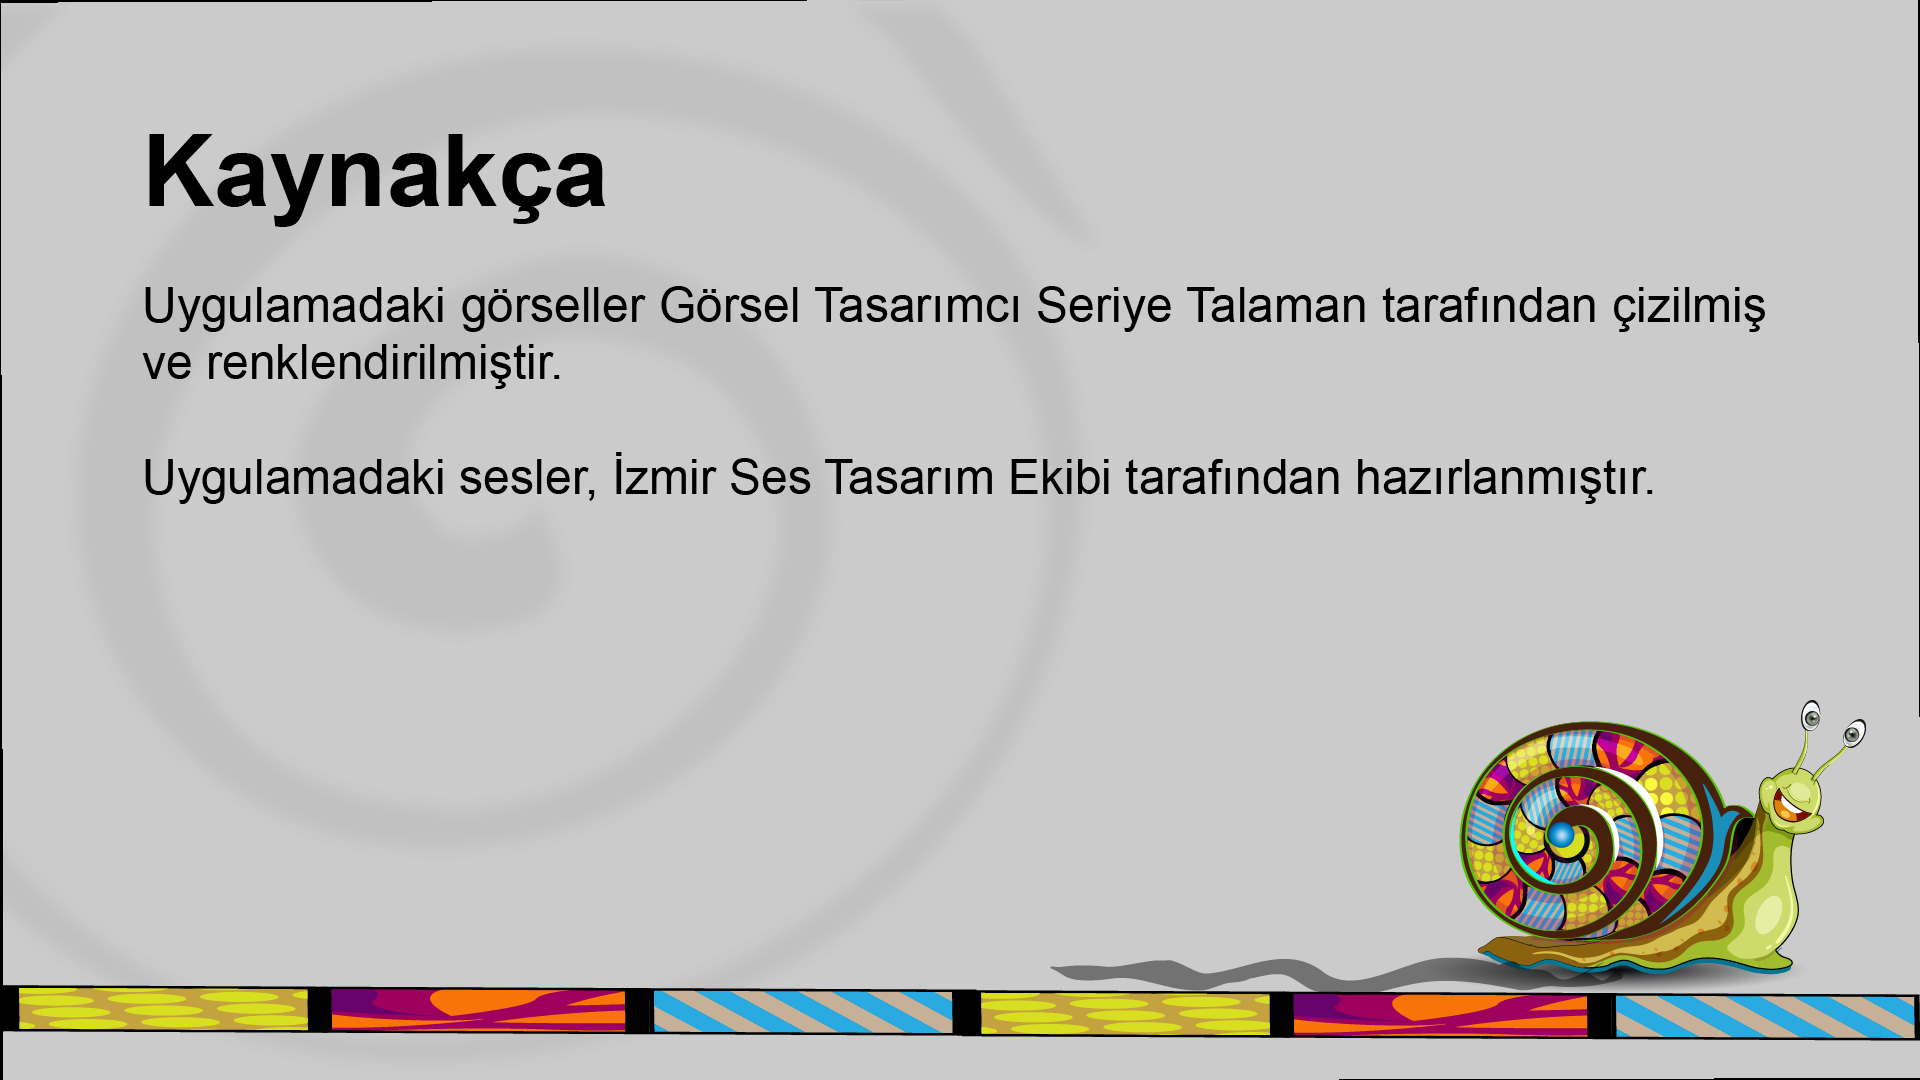 Kaynakça
Uygulamadaki görseller Görsel Tasarımcı Seriye Talaman tarafından çizilmiş
ve renklendirilmiştir.
Uygulamadaki sesler, İzmir Ses Tasarım Ekibi tarafından hazırlanmıştır.